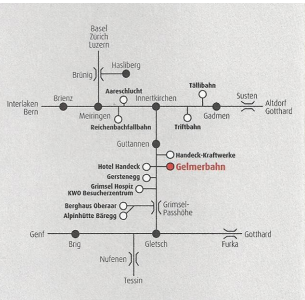 Basel
Zürich
Luzern
Hasliberg
Brünig
Aareschlucht
Tällibahn
Susten
Interlaken
Bern
Brienz
Innertkirchen
Altdorf
Gotthard
Meiringen
Reichenbachfallbahn
Triftbahn
Gadmen
Guttannen
Handeck-Kraftwerke
Hotel Handeck
Gelmerbahn
Gerstenegg
Grimsel Hospiz
KWO Besucherzentrum
Berghaus Oberaar
Alpinhütte Bäregg
Grimsel-
Passhöhe
Genf
Gotthard
Brig
Gletsch
Furka
Nufenen
Tessin